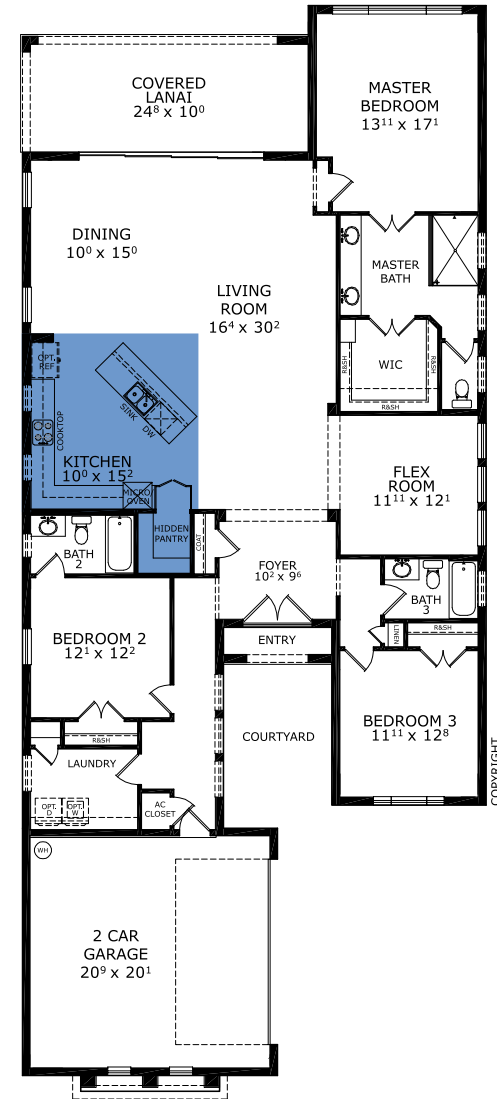 COVERED
LANAI
24⁸ x 10⁰
MASTER
BEDROOM
13¹¹ x 17¹
DINING
10⁰ x 15⁰
LIVING
ROOM
16⁴ x 30²
MASTER
BATH
R&SH
WIC
R&SH
R&SH
OPT.
REF
COOKTOP
SINK
DW
KITCHEN
10⁰ x 15²
MICRO
OVEN
HIDDEN
PANTRY
COAT
FLEX
ROOM
11¹¹ x 12¹
BATH
2
FOYER
10² x 9⁶
BATH
3
LINEN
R&SH
ENTRY
BEDROOM 2
12¹ x 12²
R&SH
BEDROOM 3
11¹¹ x 12⁸
COURTYARD
LAUNDRY
OPT.
D
OPT.
W
AC
CLOSET
COPYRIGHT
WH
2 CAR
GARAGE
20⁹ x 20¹